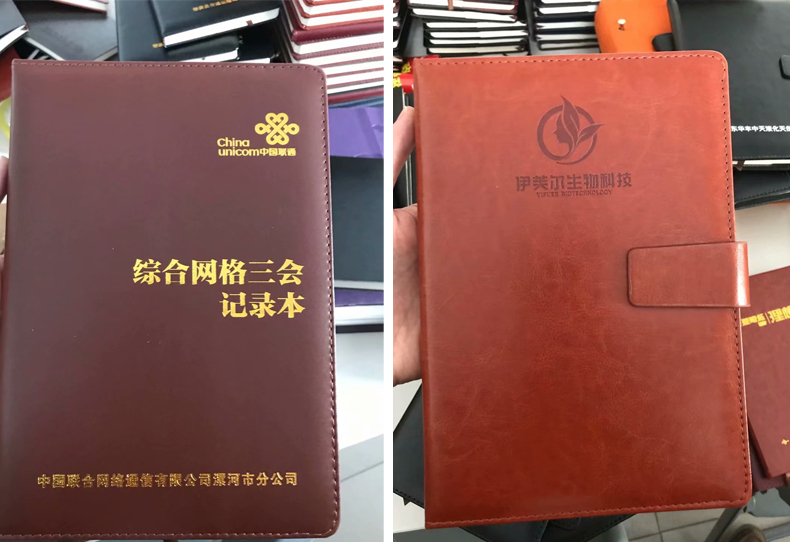 China
unicom中国联通
综合网格三会
记录本
中国联合网络通信有限公司漯河市分公司
伊芙尔生物科技
YIFUER BIOTECHNOLOGY